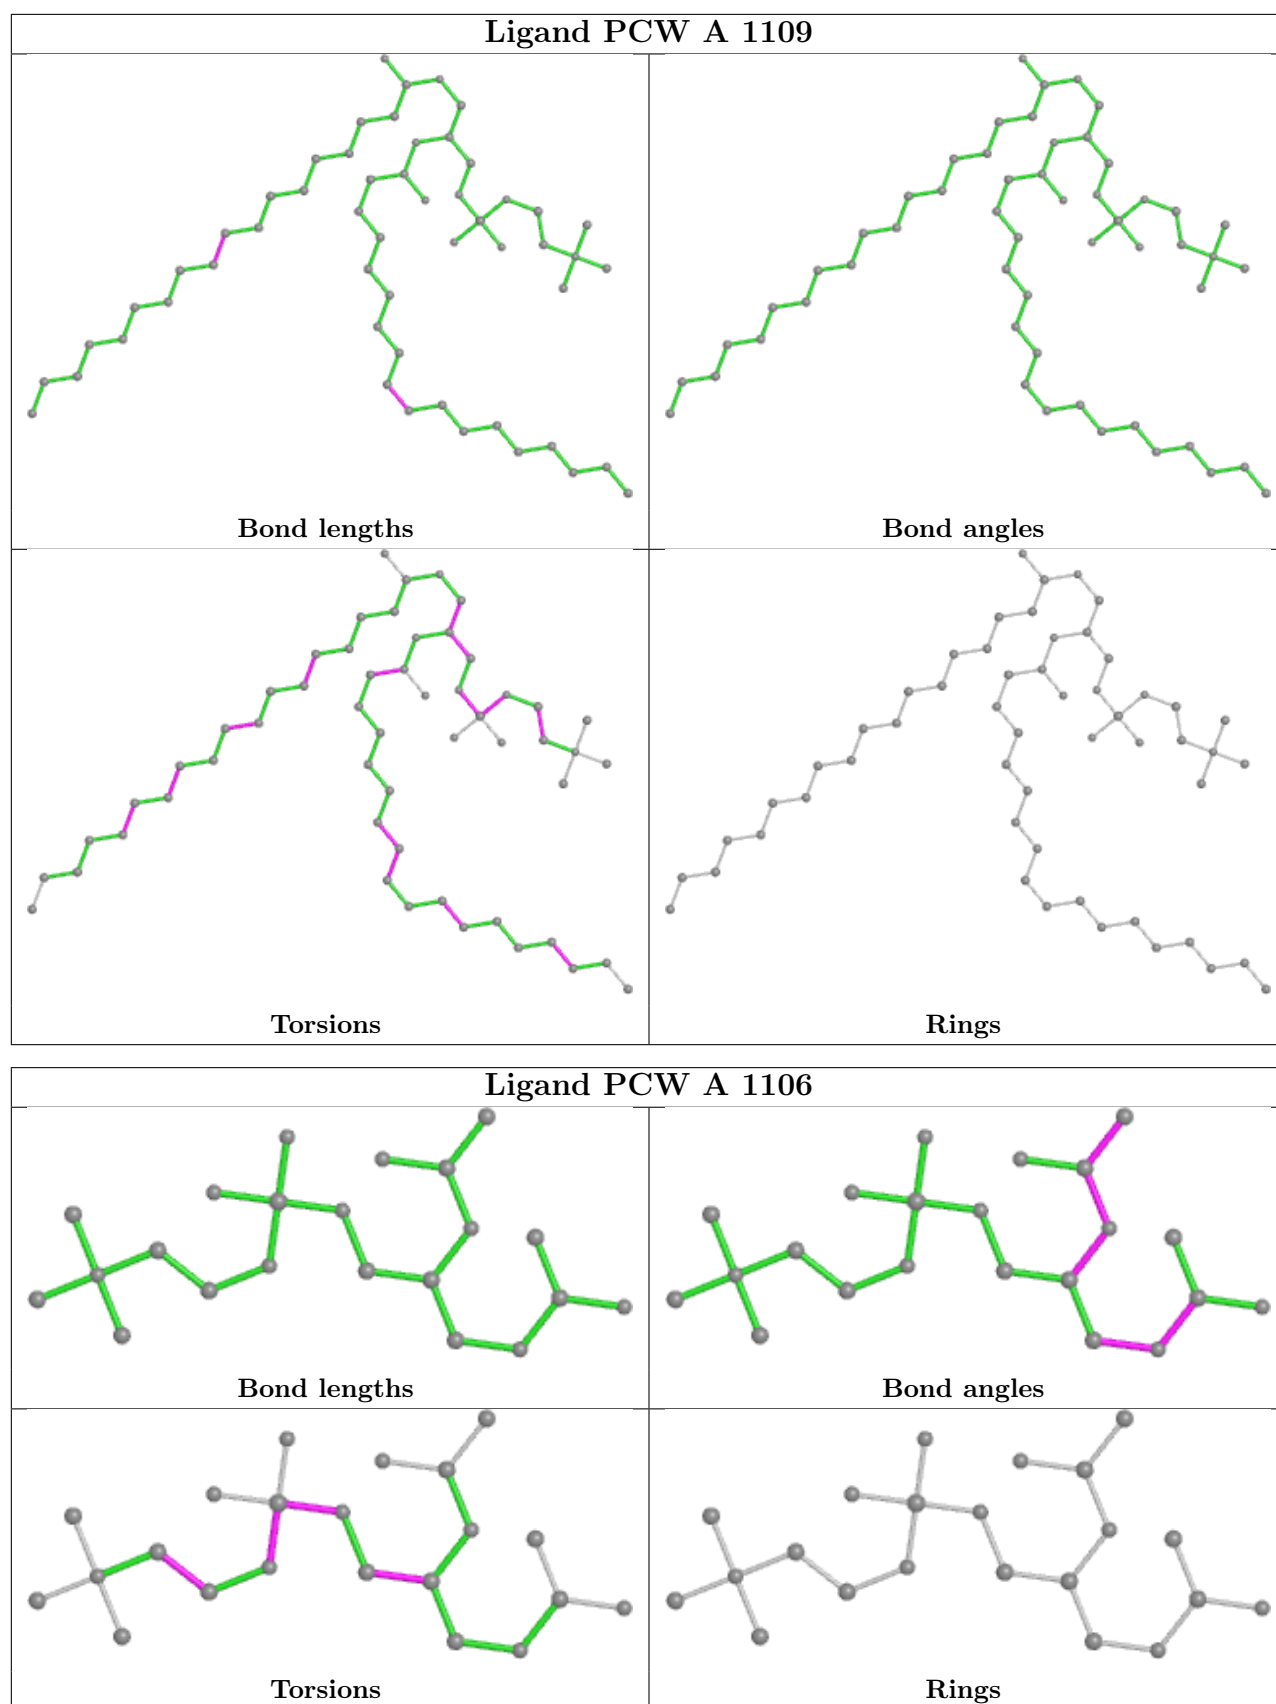 Ligand PCW A 1109
Bond lengths
Bond angles
Torsions
Rings
Ligand PCW A 1106
Bond lengths
Bond angles
Torsions
Rings